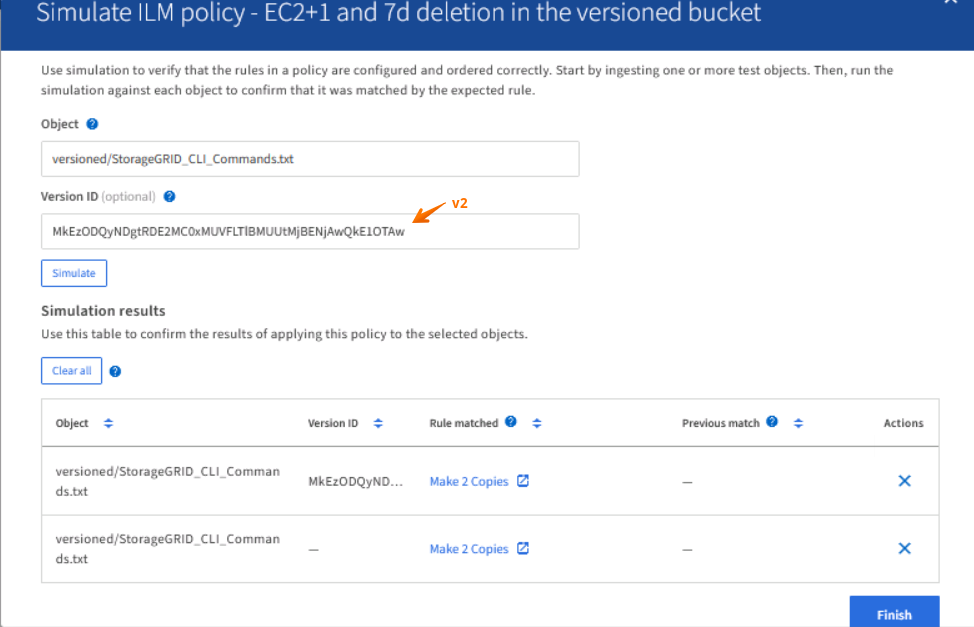 Simulate ILM policy - EC2+1 and 7d deletion in the versioned bucket
Use simulation to verify that the rules in a policy are configured and ordered correctly. Start by ingesting one or more test objects. Then, run the
simulation against each object to confirm that it was matched by the expected rule.
Object ?
versioned/StorageGRID_CLI_Commands.txt
Version ID (optional) ?
v2
MkEzODQyNDgtRDE2MC0xMUVFLTlBMUUtMjBENjAwQkE1OTAw
Simulate
Simulation results
Use this table to confirm the results of applying this policy to the selected objects.
Clear all ?
Object Version ID Rule matched ? Previous match ? Actions
versioned/StorageGRID_CLI_Comman
ds.txt
MkEzODQyND... Make 2 Copies —
versioned/StorageGRID_CLI_Comman
ds.txt
— Make 2 Copies —
Finish